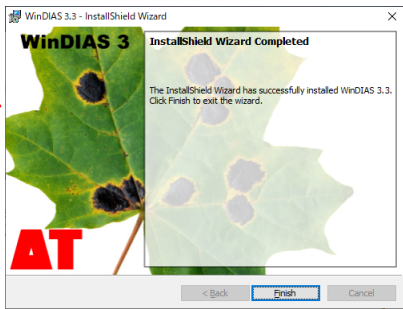 WinDIAS 3.3 - InstallShield Wizard
WinDIAS 3
InstallShield Wizard Completed
The InstallShield Wizard has successfully installed WinDIAS 3.3.
Click Finish to exit the wizard.
ΔT
< Back
Finish
Cancel